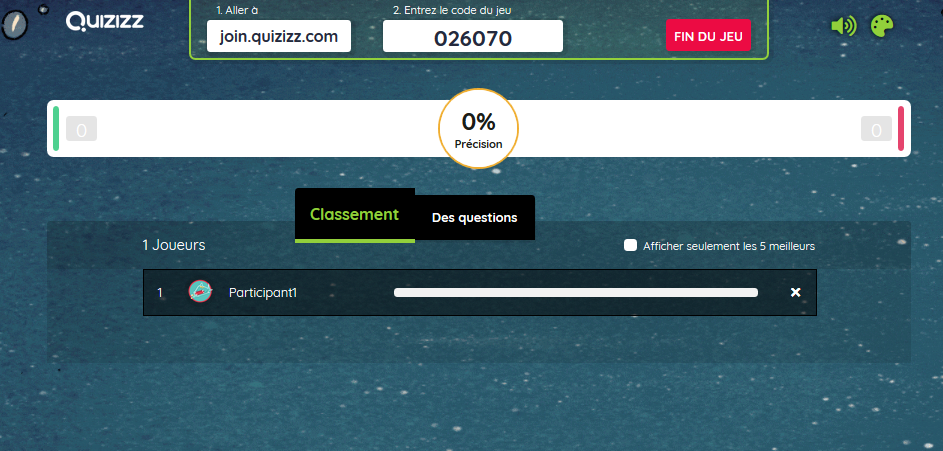 Quizizz
1. Aller à
2. Entrez le code du jeu
join.quizizz.com
026070
FIN DU JEU
0
0%
Précision
0
Classement
Des questions
1 Joueurs
Afficher seulement les 5 meilleurs
1
Participant1